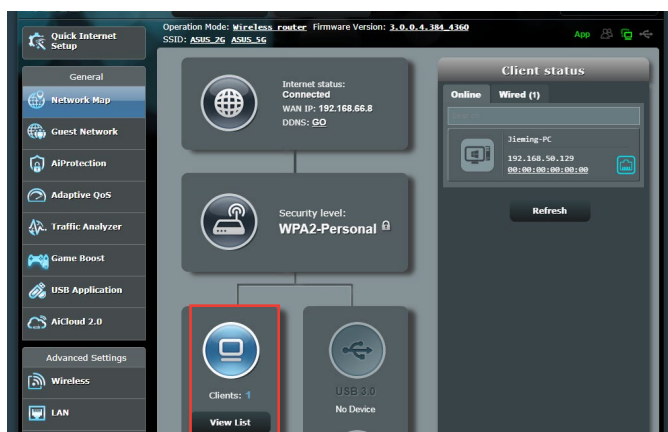 Operation Mode: Wireless router Firmware Version: 3.0.0.4.384_4360
SSID: ASUS_2G ASUS_5G
App
Quick Internet
Setup
General
Network Map
Guest Network
AiProtection
Adaptive QoS
Traffic Analyzer
Game Boost
USB Application
AiCloud 2.0
Advanced Settings
Wireless
LAN
Internet status:
Connected
WAN IP: 192.168.66.8
DDNS: GO
Security level:
WPA2-Personal
Clients: 1
View List
USB 3.0
No Device
Client status
Online Wired (1)
Jieming-PC
192.168.50.129
00:00:00:00:00:00
Refresh